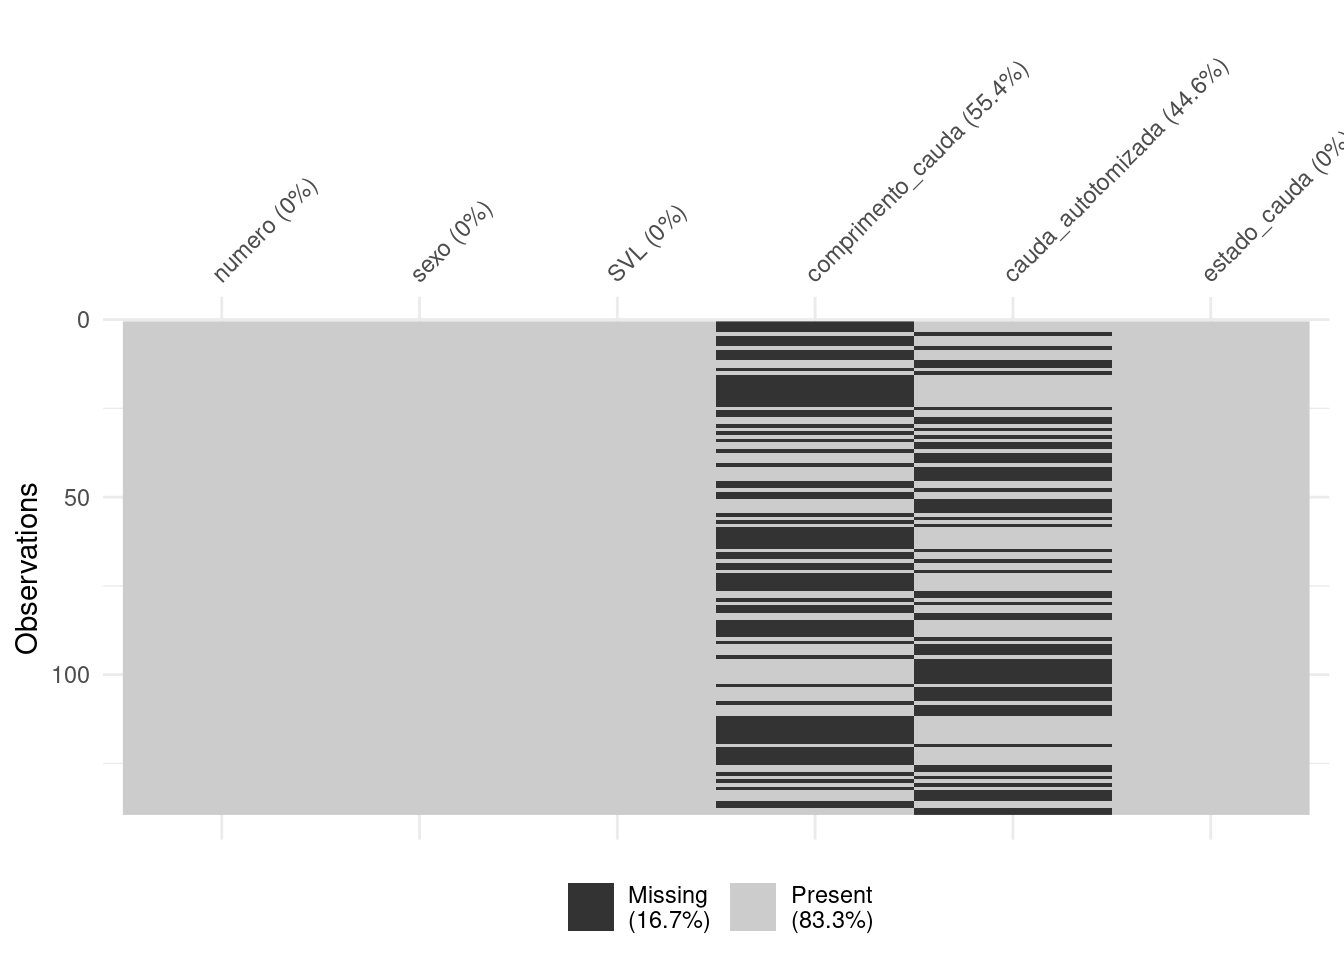 numero (0%)
sexo (0%)
SVL (0%)
comprimento_cauda (55.4%)
cauda_autotomizada (44.6%)
estado_cauda (0%)
0
50
100
Observations
Missing
(16.7%)
Present
(83.3%)